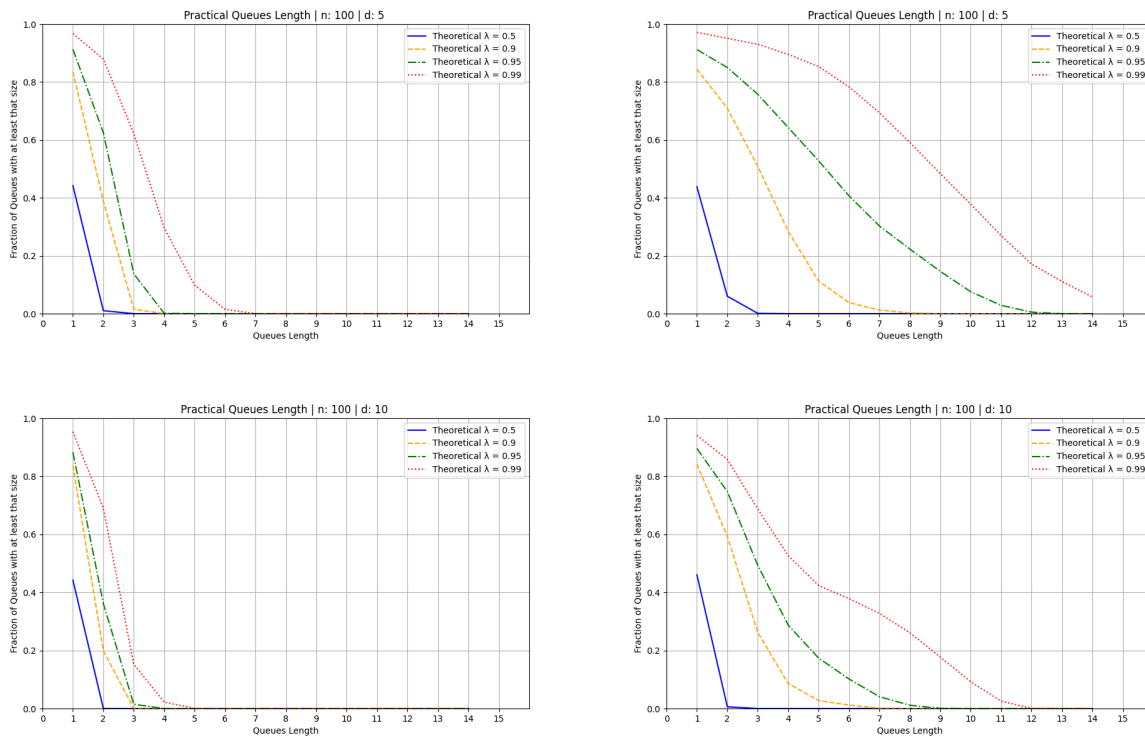 Practical Queues Length | n: 100 | d: 5
Fraction of Queues with at least that size
1.0
0.8
0.6
0.4
0.2
0.0
Theoretical λ = 0.5
Theoretical λ = 0.9
Theoretical λ = 0.95
Theoretical λ = 0.99
0 1 2 3 4 5 6 7 8 9 10 11 12 13 14 15
Queues Length
Practical Queues Length | n: 100 | d: 5
Fraction of Queues with at least that size
1.0
0.8
0.6
0.4
0.2
0.0
Theoretical λ = 0.5
Theoretical λ = 0.9
Theoretical λ = 0.95
Theoretical λ = 0.99
0 1 2 3 4 5 6 7 8 9 10 11 12 13 14 15
Queues Length
Practical Queues Length | n: 100 | d: 10
Fraction of Queues with at least that size
1.0
0.8
0.6
0.4
0.2
0.0
Theoretical λ = 0.5
Theoretical λ = 0.9
Theoretical λ = 0.95
Theoretical λ = 0.99
0 1 2 3 4 5 6 7 8 9 10 11 12 13 14 15
Queues Length
Practical Queues Length | n: 100 | d: 10
Fraction of Queues with at least that size
1.0
0.8
0.6
0.4
0.2
0.0
Theoretical λ = 0.5
Theoretical λ = 0.9
Theoretical λ = 0.95
Theoretical λ = 0.99
0 1 2 3 4 5 6 7 8 9 10 11 12 13 14 15
Queues Length